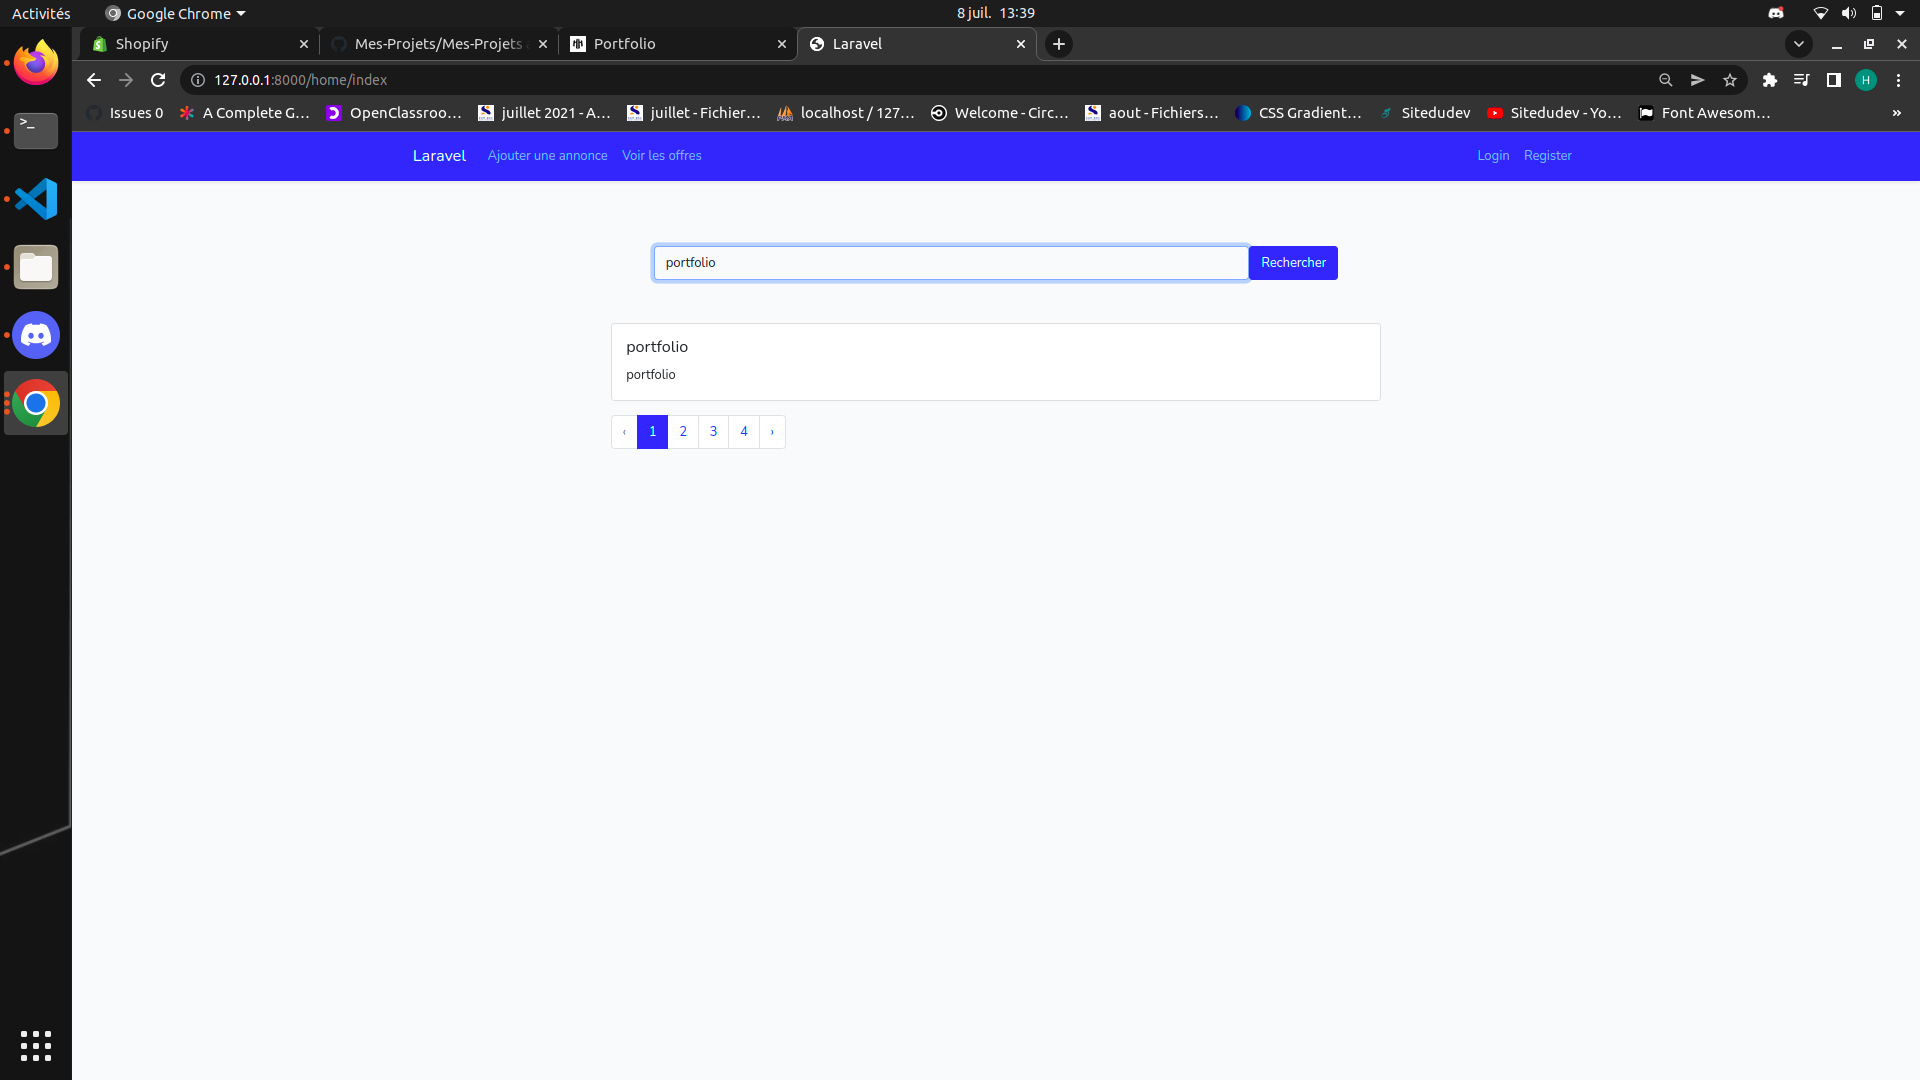 Activités Google Chrome 8 juil. 13:39
Shopify Mes-Projets/Mes-Projets Portfolio Laravel
127.0.0.1:8000/home/index H
Issues 0 A Complete G… OpenClassroo… juillet 2021 - A… juillet - Fichier… localhost / 127… Welcome - Circ… aout - Fichiers… CSS Gradient… Sitedudev Sitedudev - Yo… Font Awesom… »
Laravel Ajouter une annonce Voir les offres Login Register
portfolio Rechercher
portfolio
portfolio
‹ 1 2 3 4 ›